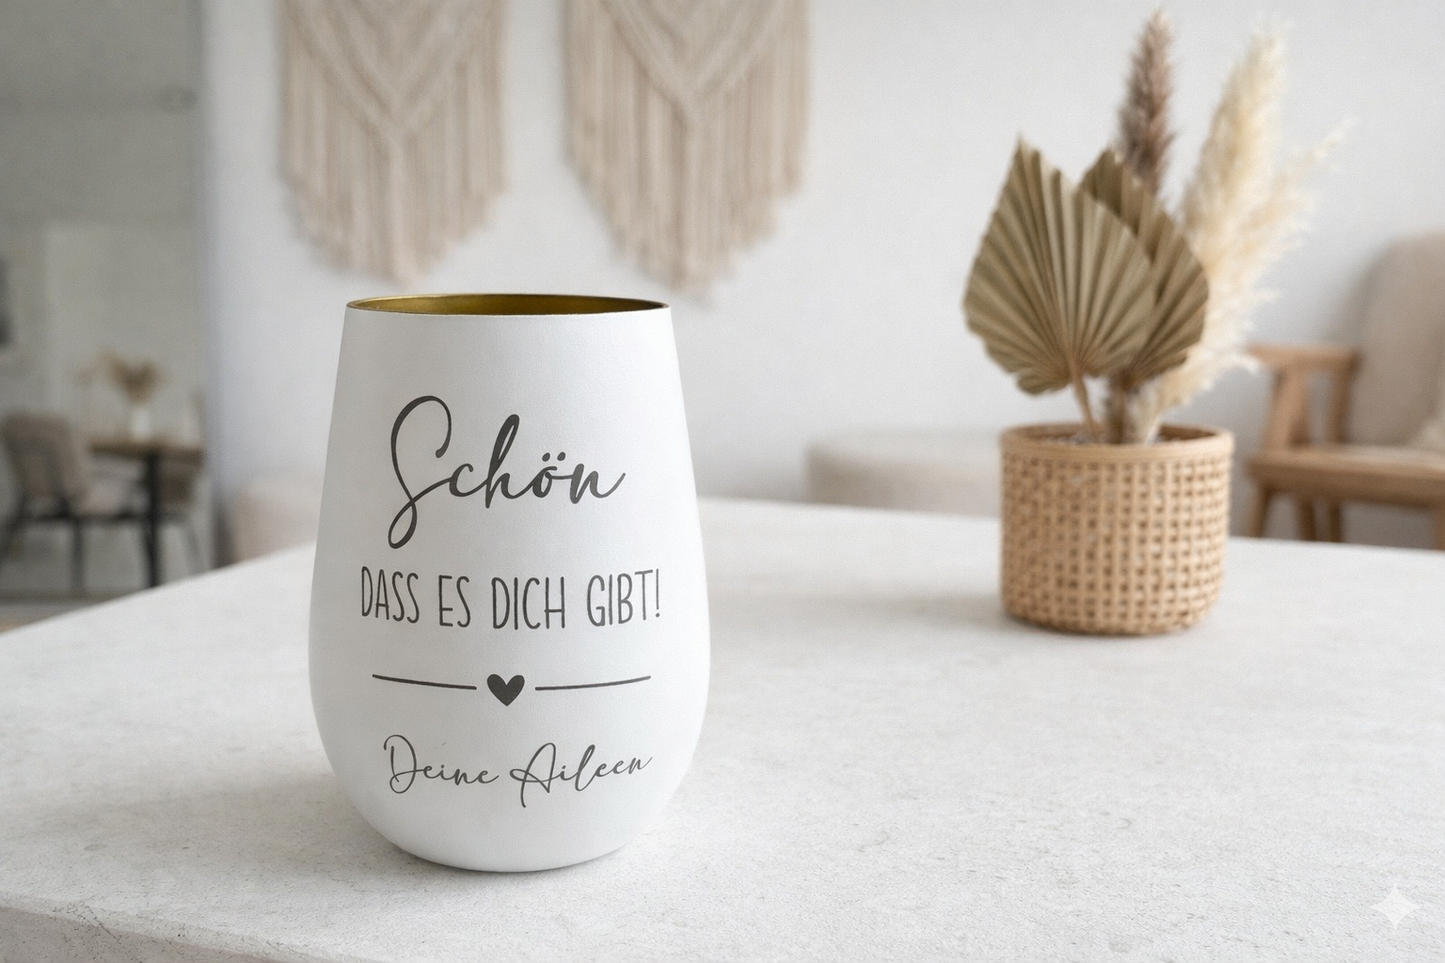 Schön
DASS ES DICH GIBT!
Deine Aileen